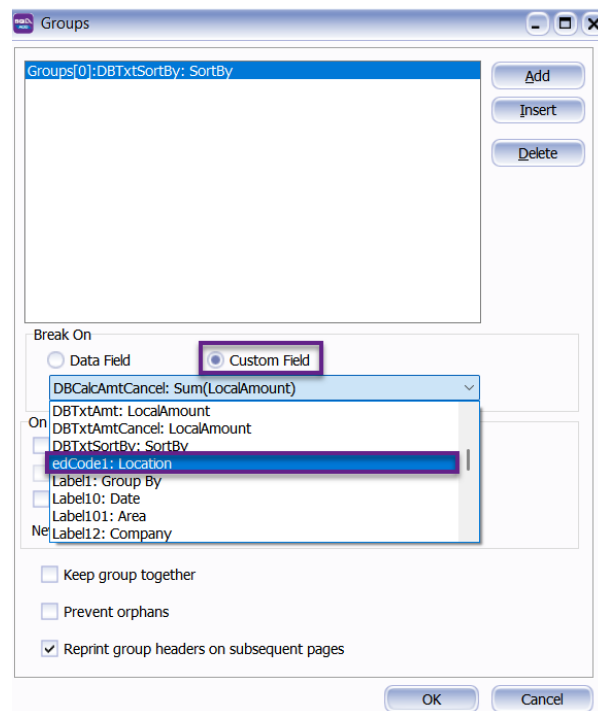 Groups
Groups[0]:DBTxtSortBy: SortBy
Add
Insert
Delete
Break On
Data Field
Custom Field
DBCalcAmtCancel: Sum(LocalAmount)
DBTxtAmt: LocalAmount
DBTxtAmtCancel: LocalAmount
On
DBTxtSortBy: SortBy
edCode1: Location
Label1: Group By
Label10: Date
Label101: Area
Label12: Company
Keep group together
Prevent orphans
Reprint group headers on subsequent pages
OK
Cancel